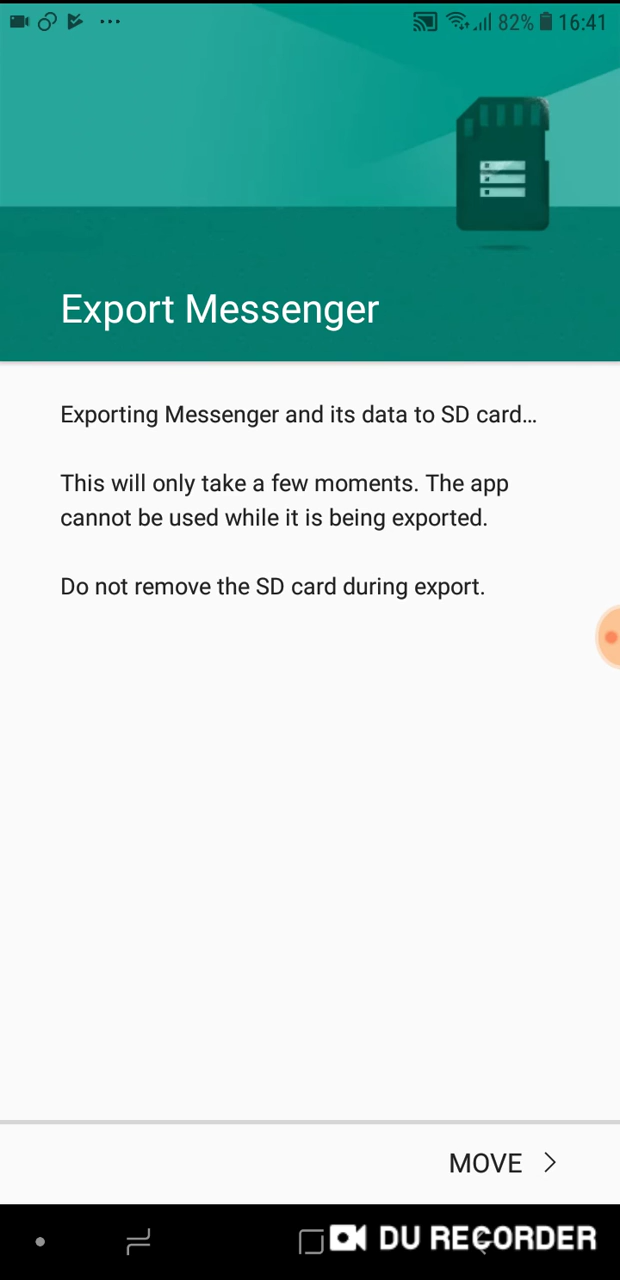 82% 16:41
Export Messenger
Exporting Messenger and its data to SD card...
This will only take a few moments. The app
cannot be used while it is being exported.
Do not remove the SD card during export.
MOVE
DU RECORDER